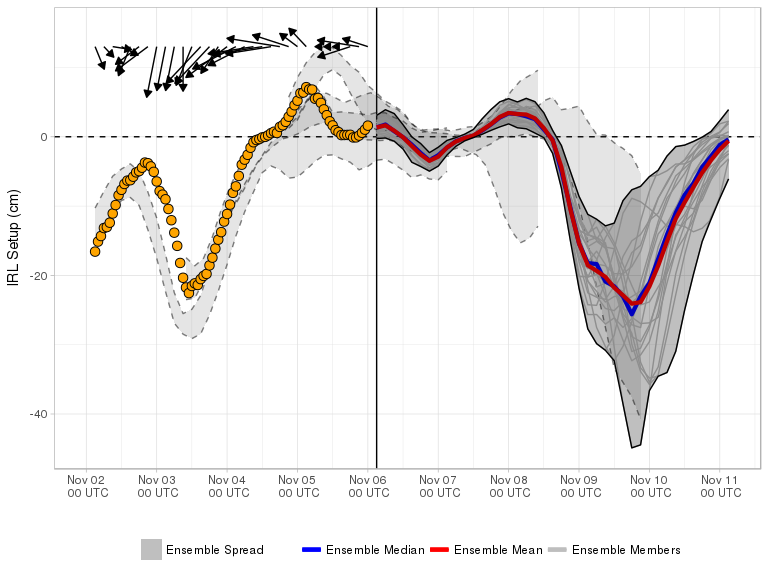 IRL Setup (cm)
0
-20
-40
Nov 02 Nov 03 Nov 04 Nov 05 Nov 06 Nov 07 Nov 08 Nov 09 Nov 10 Nov 11
00 UTC 00 UTC 00 UTC 00 UTC 00 UTC 00 UTC 00 UTC 00 UTC 00 UTC 00 UTC
Ensemble Spread Ensemble Median Ensemble Mean Ensemble Members